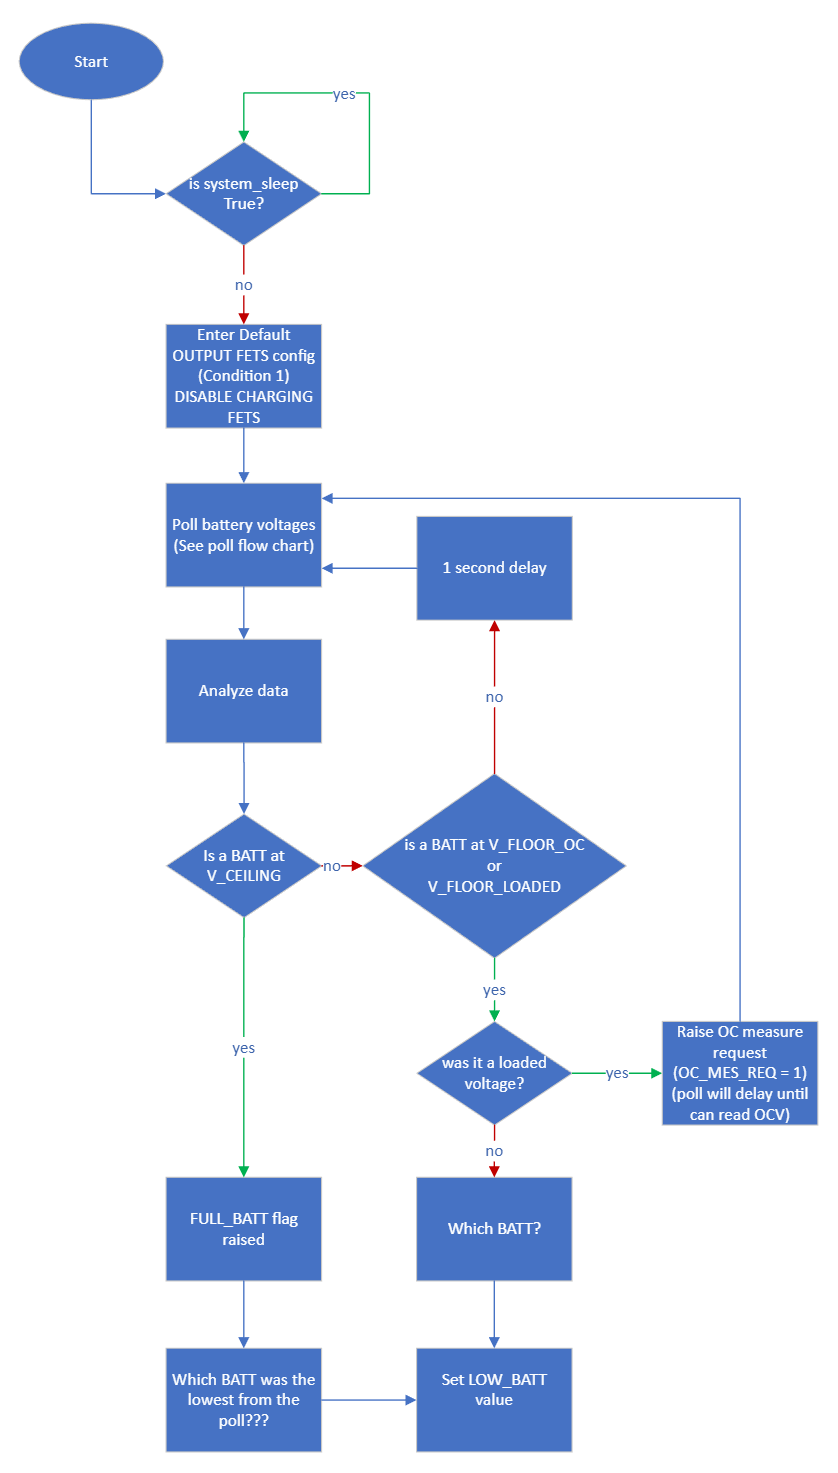 Start
yes
is system_sleep
True?
no
Enter Default
OUTPUT FETS config
(Condition 1)
DISABLE CHARGING
FETS
Poll battery voltages
(See poll flow chart)
1 second delay
Analyze data
no
Is a BATT at
V_CEILING
no
is a BATT at V_FLOOR_OC
or
V_FLOOR_LOADED
yes
yes
was it a loaded
voltage?
yes
Raise OC measure
request
(OC_MES_REQ = 1)
(poll will delay until
can read OCV)
no
FULL_BATT flag
raised
Which BATT?
Which BATT was the
lowest from the
poll???
Set LOW_BATT
value